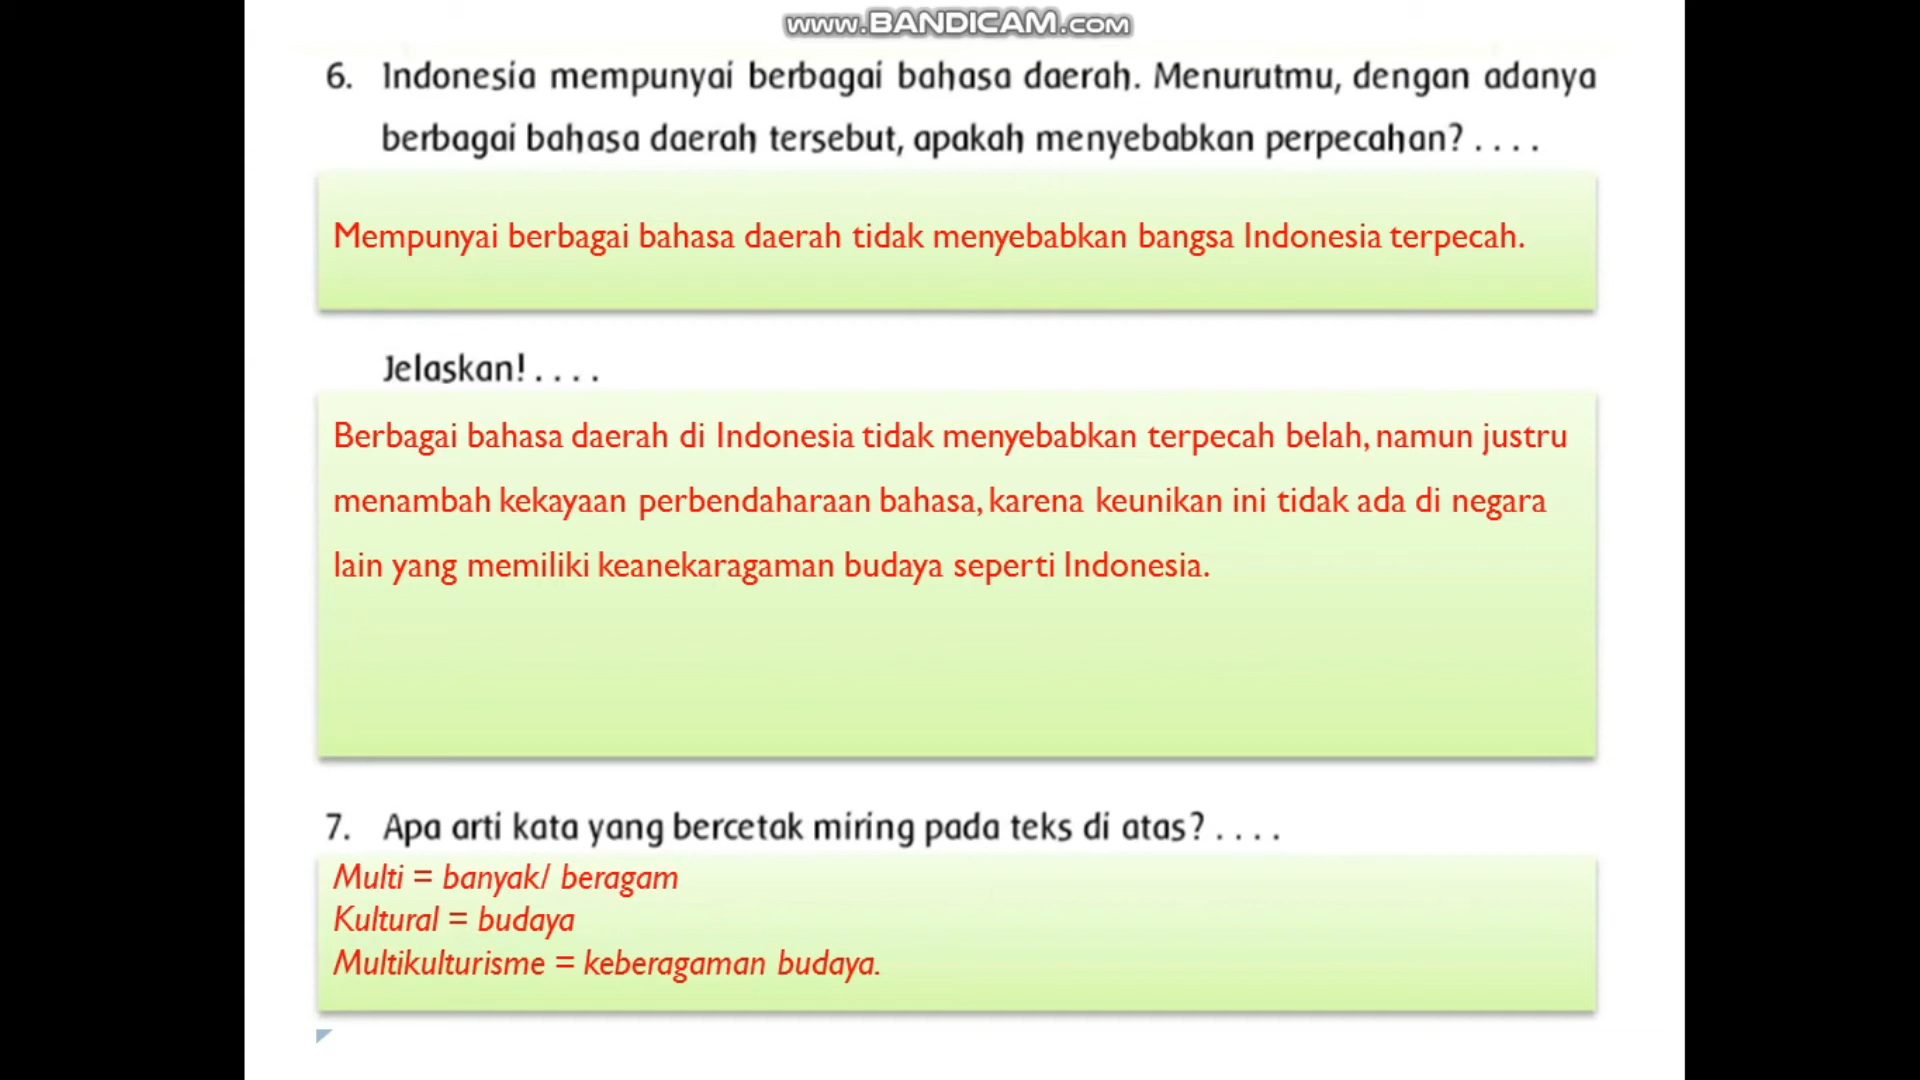 www.BANDICAM.com
6. Indonesia mempunyai berbagai bahasa daerah. Menurutmu, dengan adanya
berbagai bahasa daerah tersebut, apakah menyebabkan perpecahan? . . . .
Mempunyai berbagai bahasa daerah tidak menyebabkan bangsa Indonesia terpecah.
Jelaskan! . . . .
Berbagai bahasa daerah di Indonesia tidak menyebabkan terpecah belah, namun justru
menambah kekayaan perbendaharaan bahasa, karena keunikan ini tidak ada di negara
lain yang memiliki keanekaragaman budaya seperti Indonesia.
7. Apa arti kata yang bercetak miring pada teks di atas? . . . .
Multi = banyak/ beragam
Kultural = budaya
Multikulturisme = keberagaman budaya.